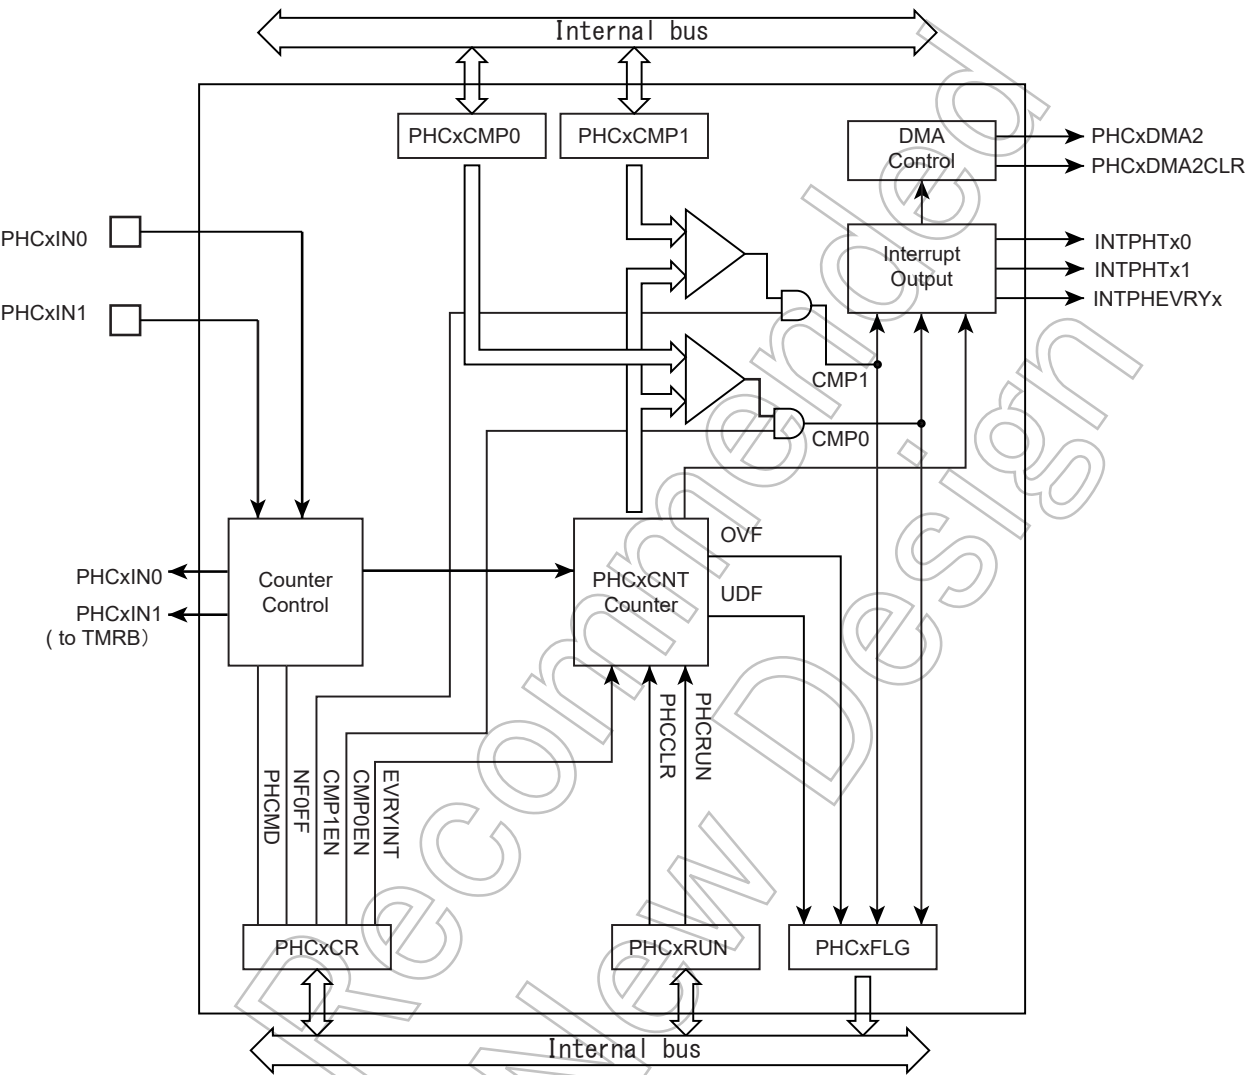 Internal bus
PHCxCMP0
PHCxCMP1
DMA
Control
PHCxDMA2
PHCxDMA2CLR
PHCxIN0
Interrupt
Output
INTPHTx0
INTPHTx1
INTPHEVRYx
PHCxIN1
CMP1
CMP0
OVF
UDF
PHCxIN0
PHCxIN1
( to TMRB)
Counter
Control
PHCxCNT
Counter
PHCCLR
PHCRUN
PHCMD
NF0FF
CMP1EN
CMP0EN
EVRYINT
PHCxCR
PHCxRUN
PHCxFLG
Internal bus
Recommended
New Design